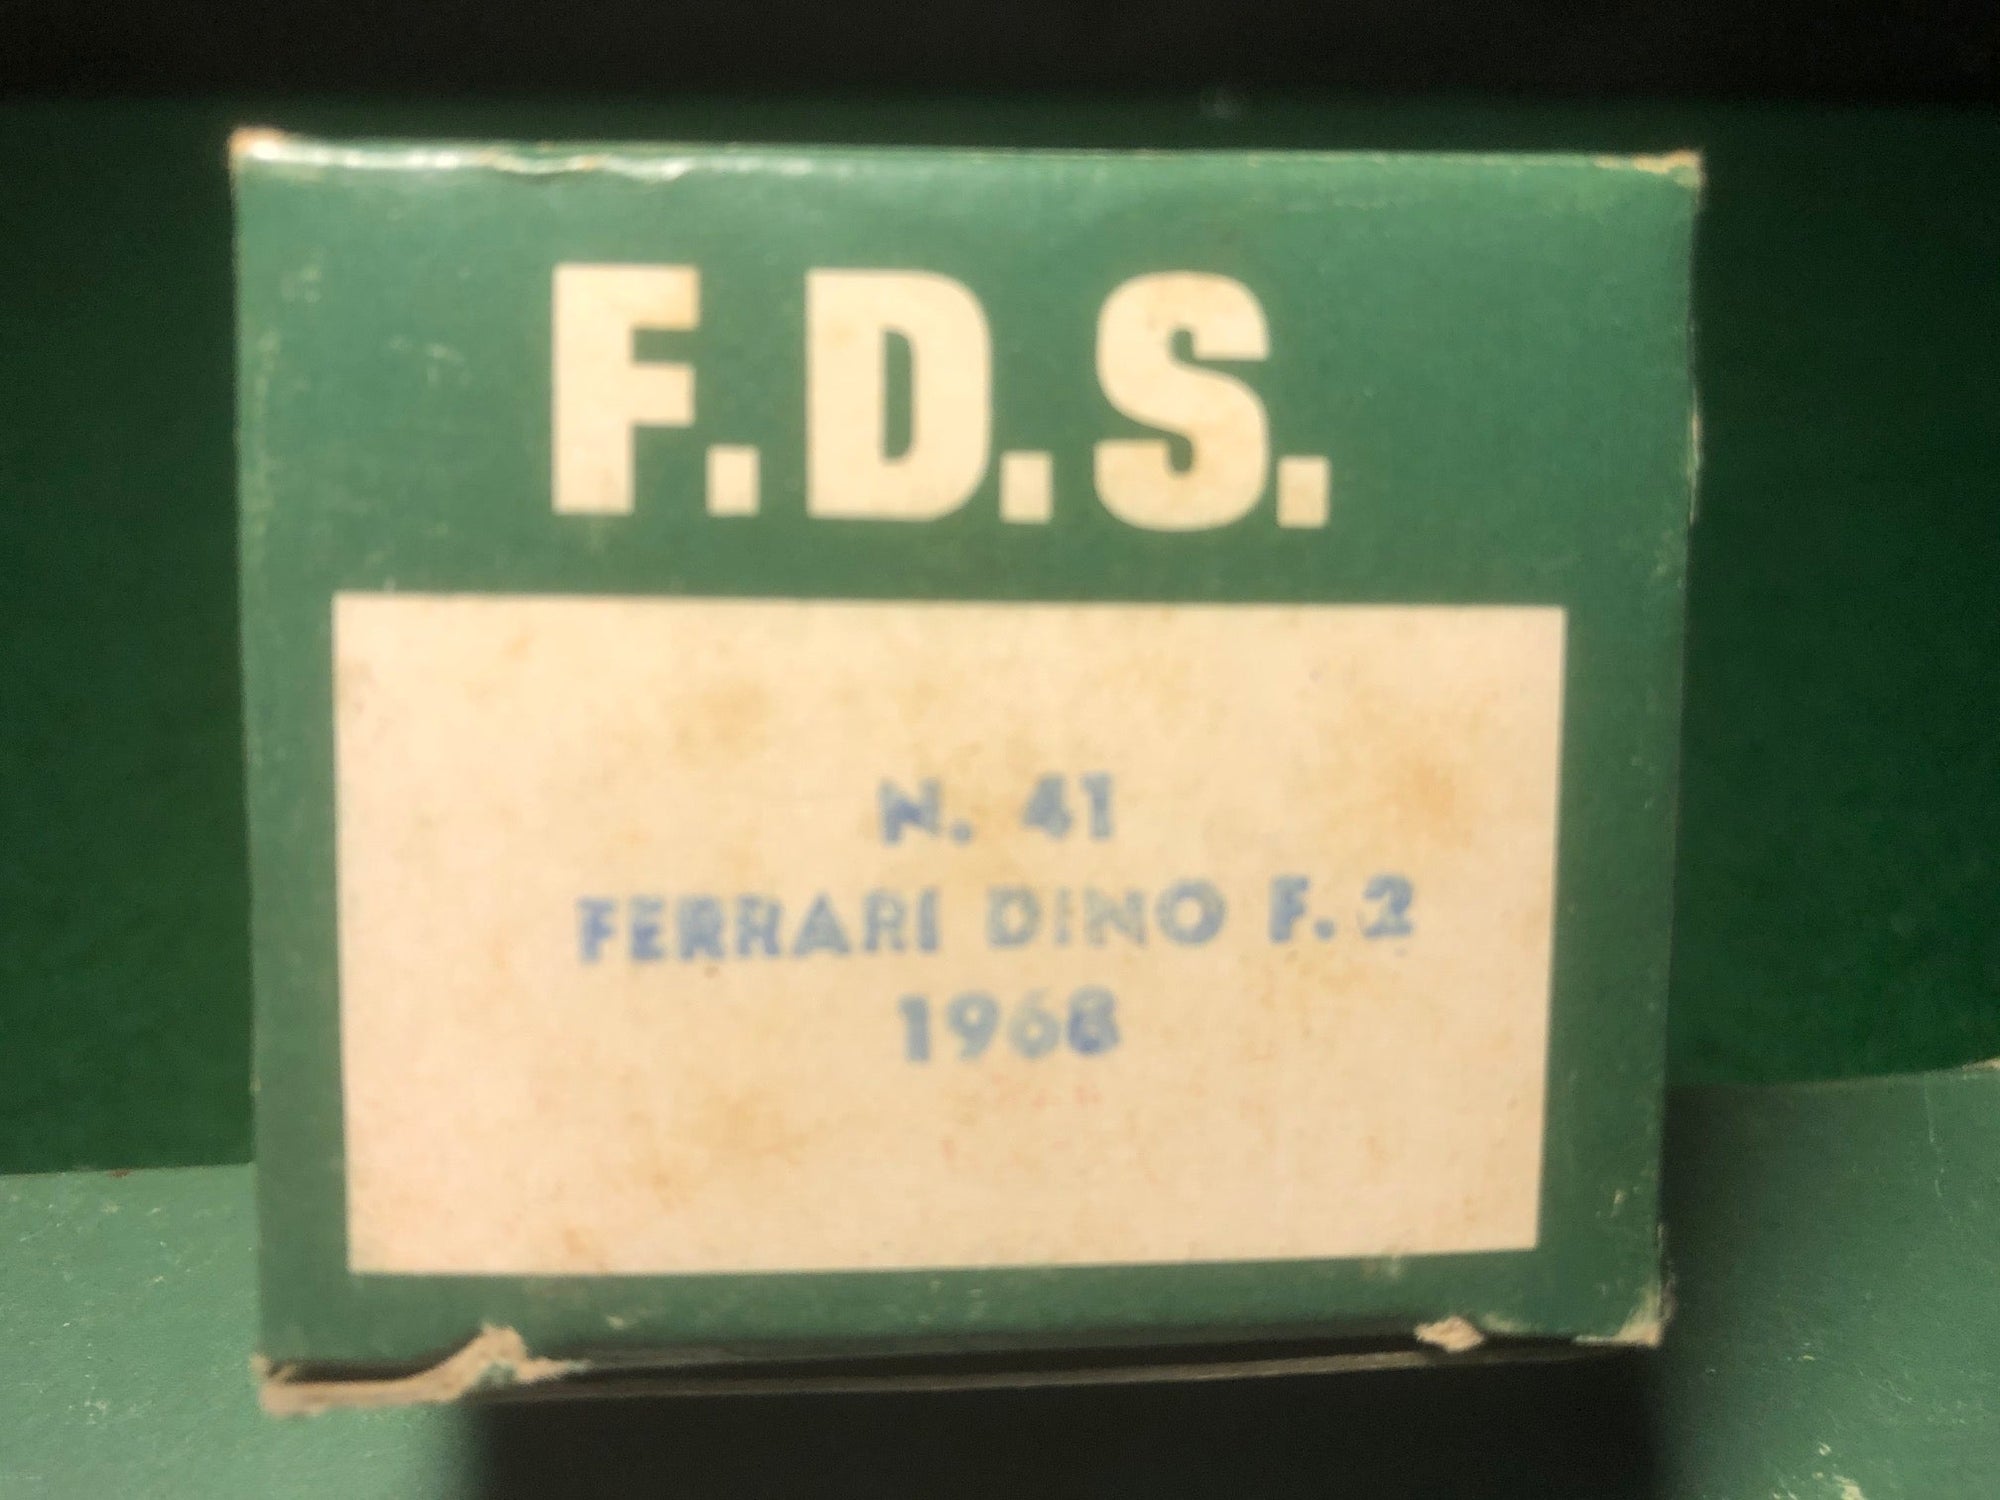 F.D.S.
N. 41
FERRARI DINO F. 2
1968